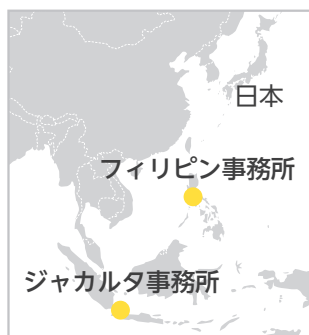 日本
フィリピン事務所
ジャカルタ事務所